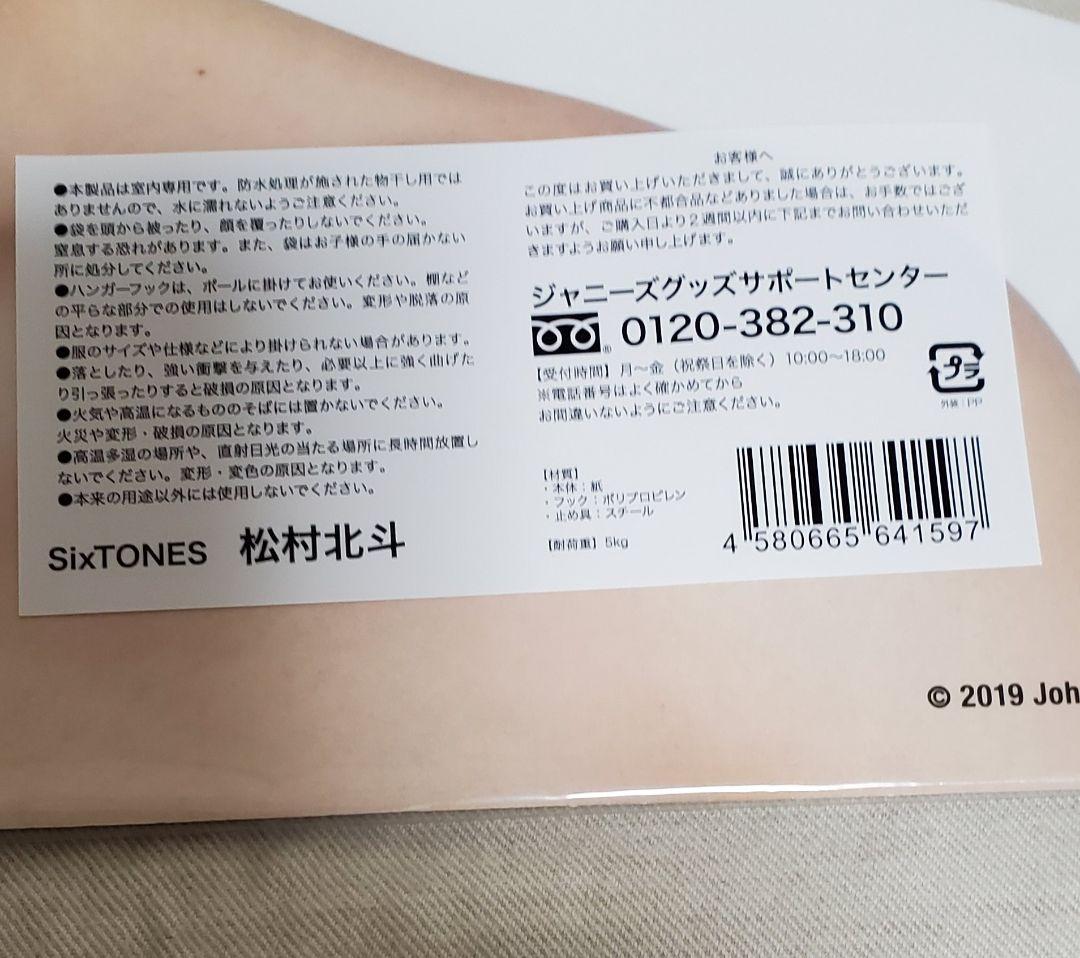 ●本製品は室内専用です。防水処理が施された物干し用では
ありませんので、水に濡れないようご注意ください。
●袋を頭から被ったり、顔を覆ったりしないでください。
窒息する恐れがあります。また、袋はお子様の手の届かない
所に処分してください。
●ハンガーフックは、ポールに掛けてお使いください。棚など
の平らな部分での使用はしないでください。変形や脱落の原
因となります。
●服のサイズや仕様などにより掛けられない場合があります。
●落としたり、強い衝撃を与えたり、必要以上に強く曲げた
り引っ張ったりすると破損の原因となります。
●火気や高温になるもののそばには置かないでください。
火災や変形・破損の原因となります。
●高温多湿の場所や、直射日光の当たる場所に長時間放置し
ないでください。変形・変色の原因となります。
●本来の用途以外には使用しないでください。
SixTONES 松村北斗
お客様へ
この度はお買い上げいただきまして、誠にありがとうございます。
お買い上げ商品に不都合品などありました場合は、お手数ではござ
いますが、ご購入日より2週間以内に下記までお問い合わせいただ
きますようお願い申し上げます。
ジャニーズグッズサポートセンター
0120-382-310
【受付時間】月～金（祝祭日を除く）10:00～18:00
※電話番号はよく確かめてから
お間違いないようにご注意ください。
プラ
外装：PP
【材質】
・本体：紙
・フック：ポリプロピレン
・止め具：スチール
【耐荷重】5kg
4 580665 641597
© 2019 Joh